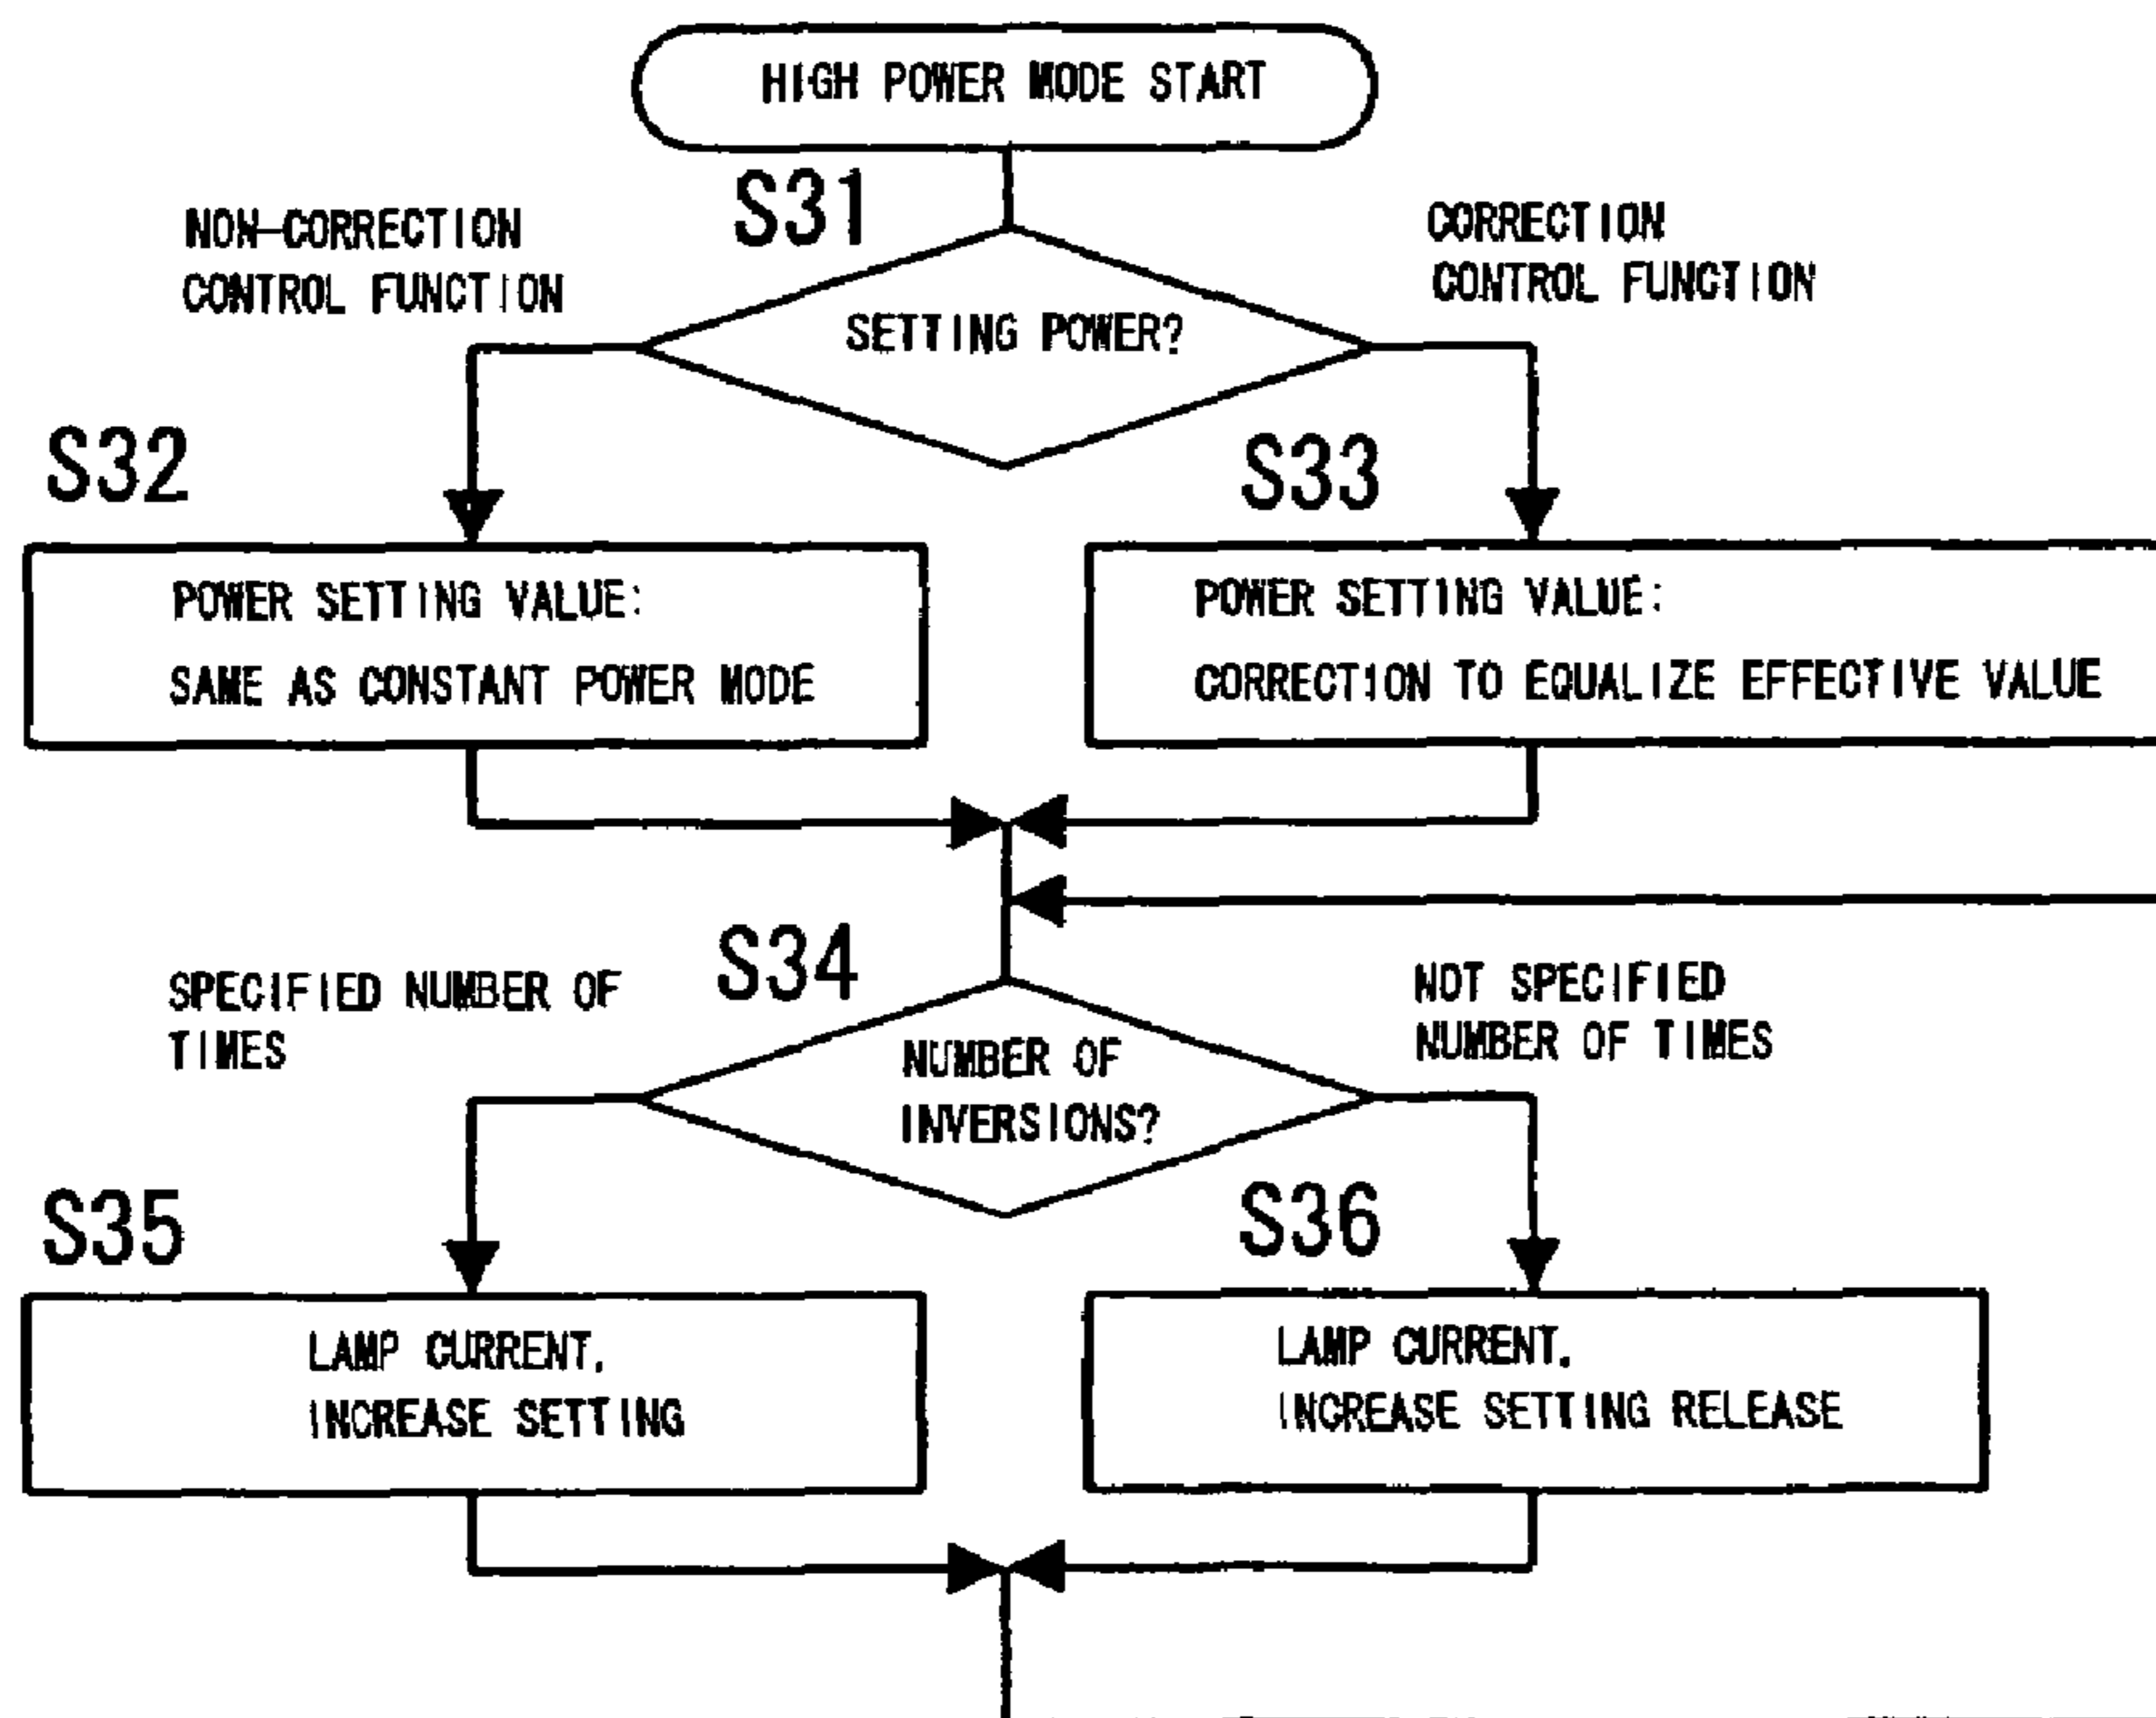 HIGH POWER MODE START
S31
NON-CORRECTION
CONTROL FUNCTION
CORRECTION
CONTROL FUNCTION
SETTING POWER?
S32
S33
POWER SETTING VALUE:
SAME AS CONSTANT POWER MODE
POWER SETTING VALUE:
CORRECTION TO EQUALIZE EFFECTIVE VALUE
S34
SPECIFIED NUMBER OF
TIMES
NOT SPECIFIED
NUMBER OF TIMES
NUMBER OF
INVERSIONS?
S35
S36
LAMP CURRENT,
INCREASE SETTING
LAMP CURRENT,
INCREASE SETTING RELEASE